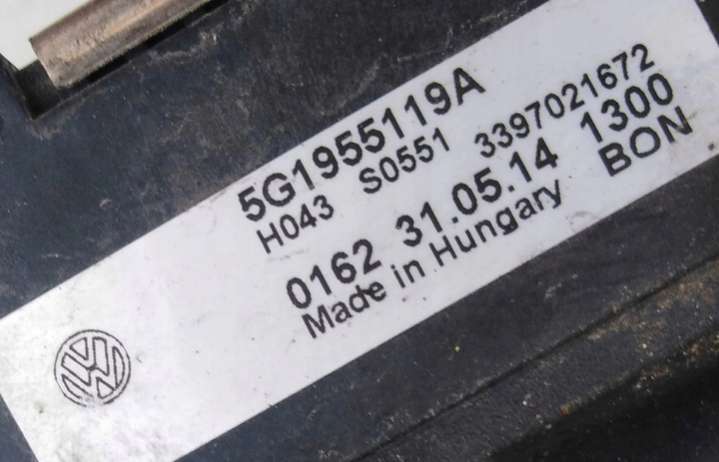 5G1955119A
H043 S0551 3397021672
0162 31.05.14 1300
Made in Hungary BON